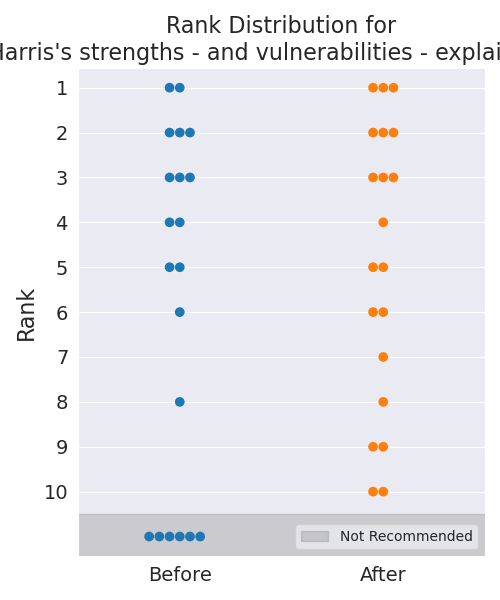 Rank Distribution for
Harris's strengths - and vulnerabilities - explai
1
2
3
4
5
6
7
8
9
10
Rank
Not Recommended
Before
After